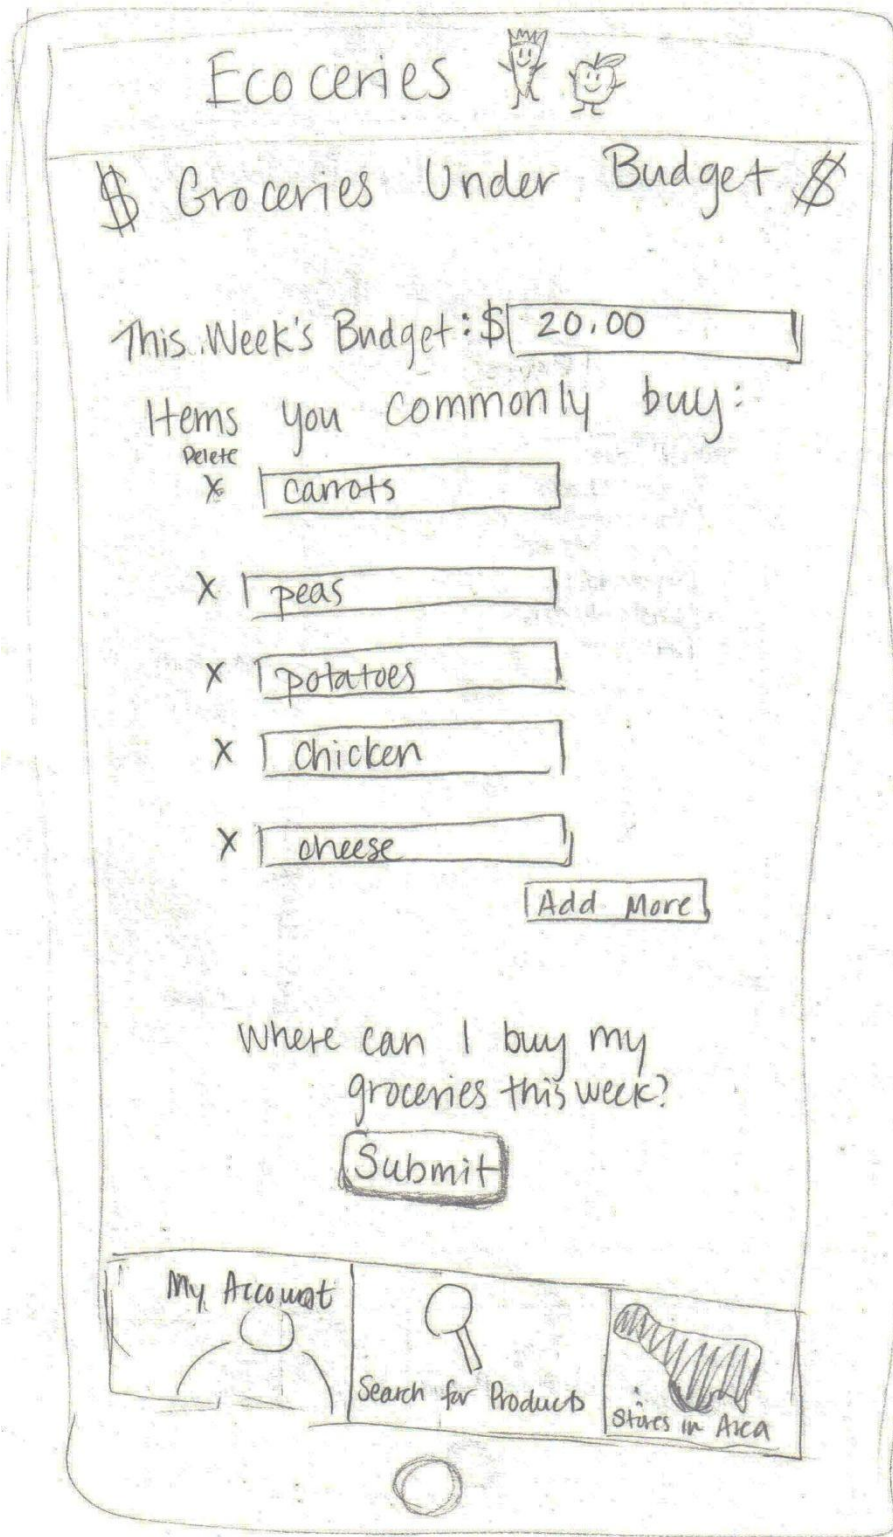 Ecoceries
$ Groceries Under Budget $
This Week's Budget: $ 20.00
Items you commonly buy:
Delete
X carrots
X peas
X potatoes
X Chicken
X cheese
Add More
Where can I buy my
groceries this week?
Submit
My Account
Search for Products
Stores in Area